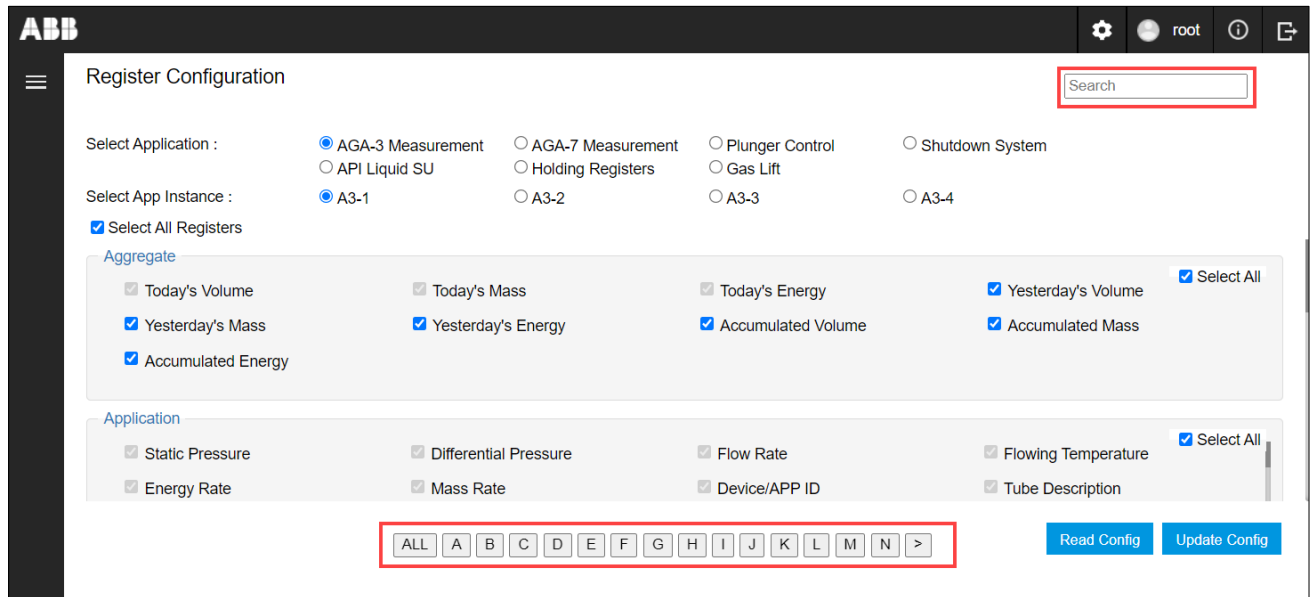 ABB root
Register Configuration Search
Select Application : AGA-3 Measurement AGA-7 Measurement Plunger Control Shutdown System
API Liquid SU Holding Registers Gas Lift
Select App Instance : A3-1 A3-2 A3-3 A3-4
Select All Registers
Aggregate
Select All
Today's Volume Today's Mass Today's Energy Yesterday's Volume
Yesterday's Mass Yesterday's Energy Accumulated Volume Accumulated Mass
Accumulated Energy
Application
Select All
Static Pressure Differential Pressure Flow Rate Flowing Temperature
Energy Rate Mass Rate Device/APP ID Tube Description
ALL A B C D E F G H I J K L M N > Read Config Update Config